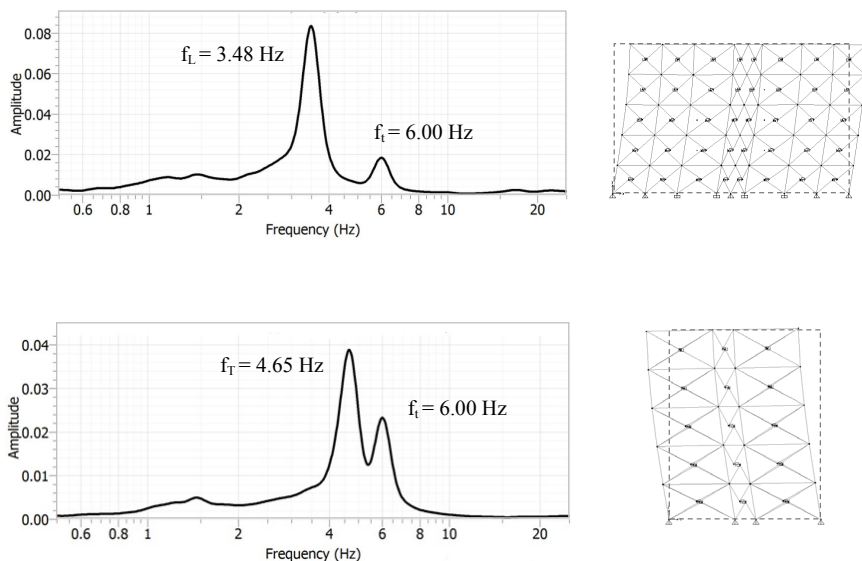 0.08
0.06
0.04
0.02
0.00
Amplitude
fL = 3.48 Hz
ft = 6.00 Hz
0.6 0.8 1 2 4 6 8 10 20
Frequency (Hz)
0.04
0.03
0.02
0.01
0.00
Amplitude
fT = 4.65 Hz
ft = 6.00 Hz
0.6 0.8 1 2 4 6 8 10 20
Frequency (Hz)